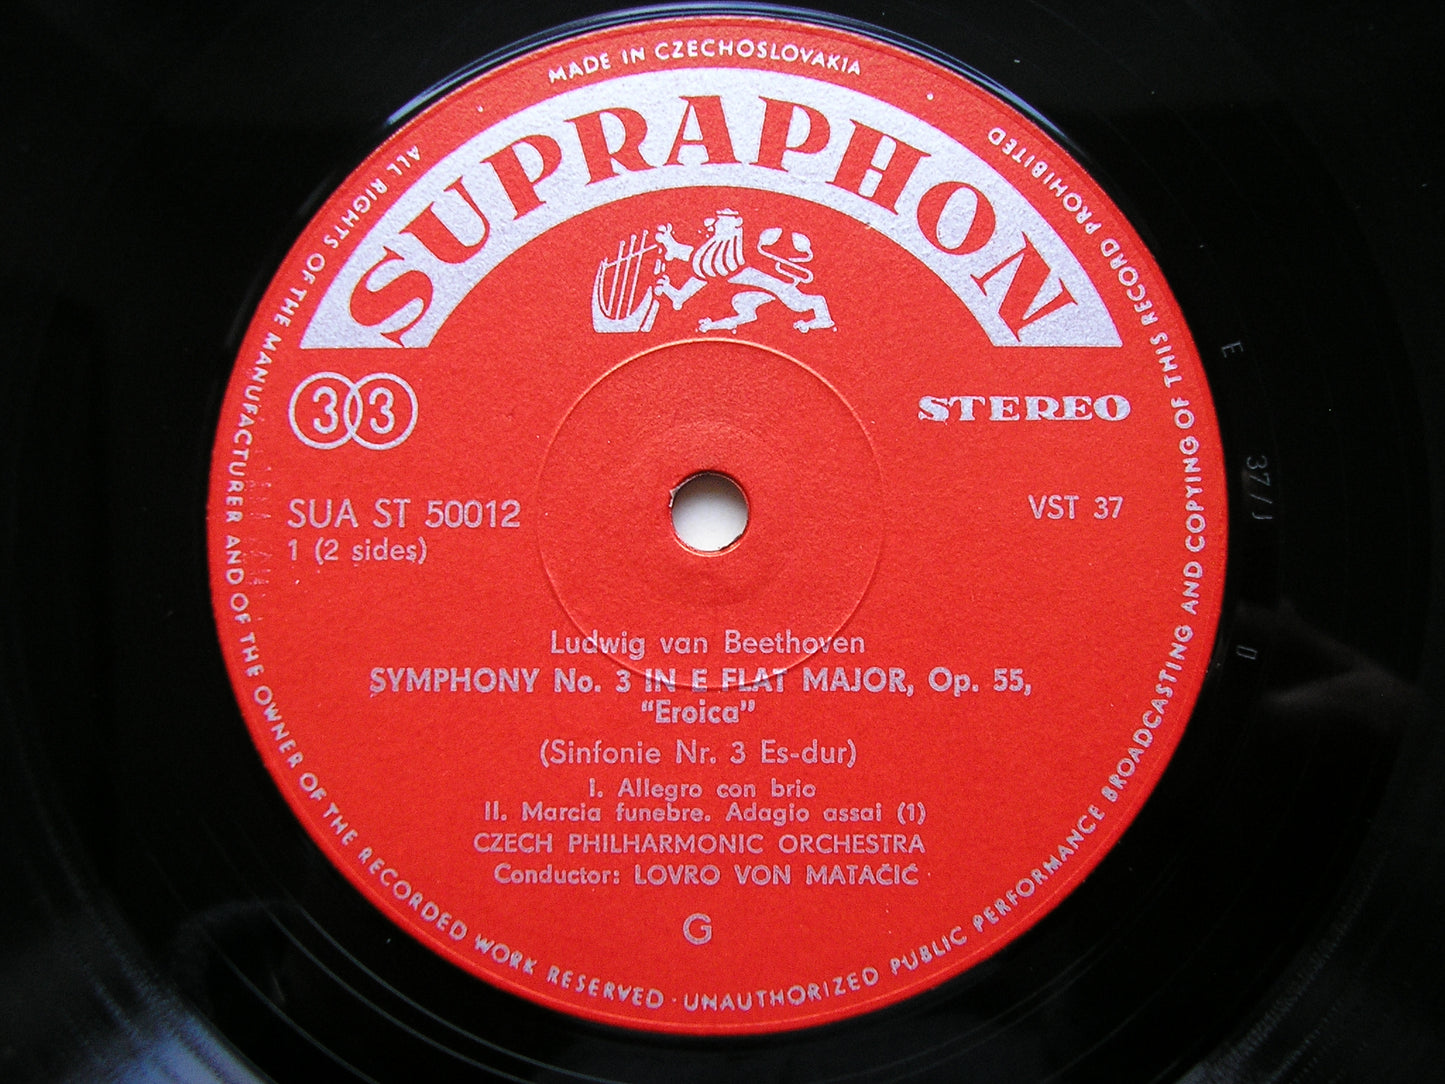 MADE IN CZECHOSLOVAKIA
SUPRAPHON
33
STEREO
SUA ST 50012
VST 37
1 (2 sides)
Ludwig van Beethoven
SYMPHONY No. 3 IN E FLAT MAJOR, Op. 55,
"Eroica"
(Sinfonie Nr. 3 Es-dur)
I. Allegro con brio
II. Marcia funebre. Adagio assai (1)
CZECH PHILHARMONIC ORCHESTRA
Conductor: LOVRO VON MATAČIĆ
G
ALL RIGHTS OF THE MANUFACTURER AND OF THE OWNER OF THE RECORDED WORK RESERVED · UNAUTHORIZED PUBLIC PERFORMANCE BROADCASTING AND COPYING OF THIS RECORD PROHIBITED
E